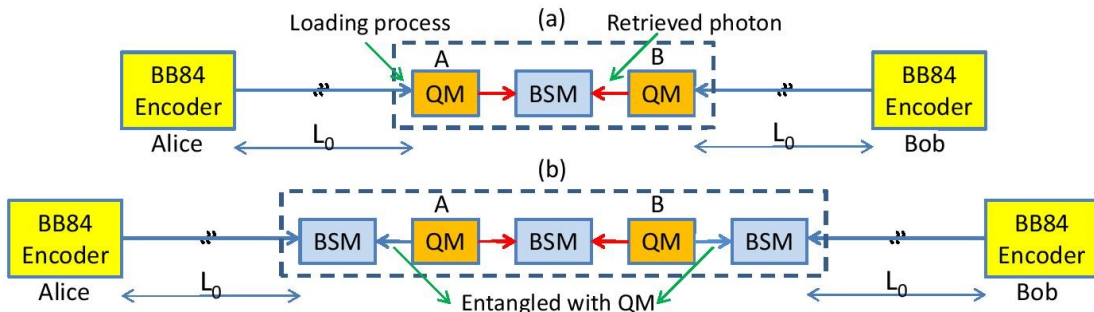 (a)
Loading process
Retrieved photon
BB84
Encoder
Alice
L0
A
QM
BSM
B
QM
L0
BB84
Encoder
Bob
(b)
BB84
Encoder
Alice
L0
BSM
A
QM
BSM
B
QM
BSM
Entangled with QM
L0
BB84
Encoder
Bob